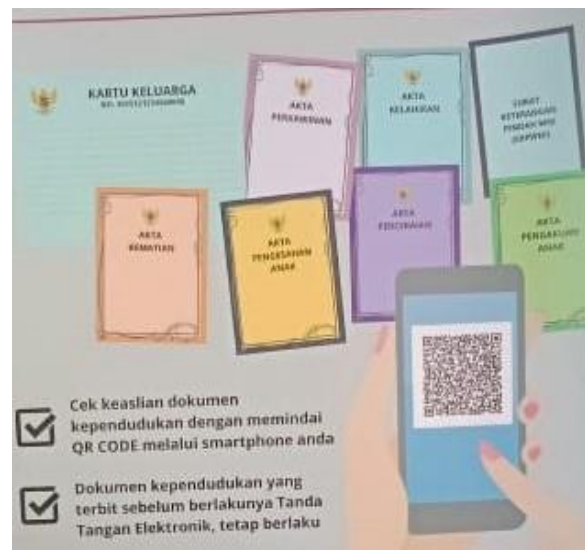 KARTU KELUARGA
AKTA
PERKAWINAN
AKTA
KELAHIRAN
SURAT
KETERANGAN
PINDAH WNI
(SKPWNI)
AKTA
KEMATIAN
AKTA
PENGESAHAN
ANAK
AKTA
PERCERAIAN
AKTA
PENGAKUAN
ANAK
Cek keaslian dokumen
kependudukan dengan memindai
QR CODE melalui smartphone anda
Dokumen kependudukan yang
terbit sebelum berlakunya Tanda
Tangan Elektronik, tetap berlaku